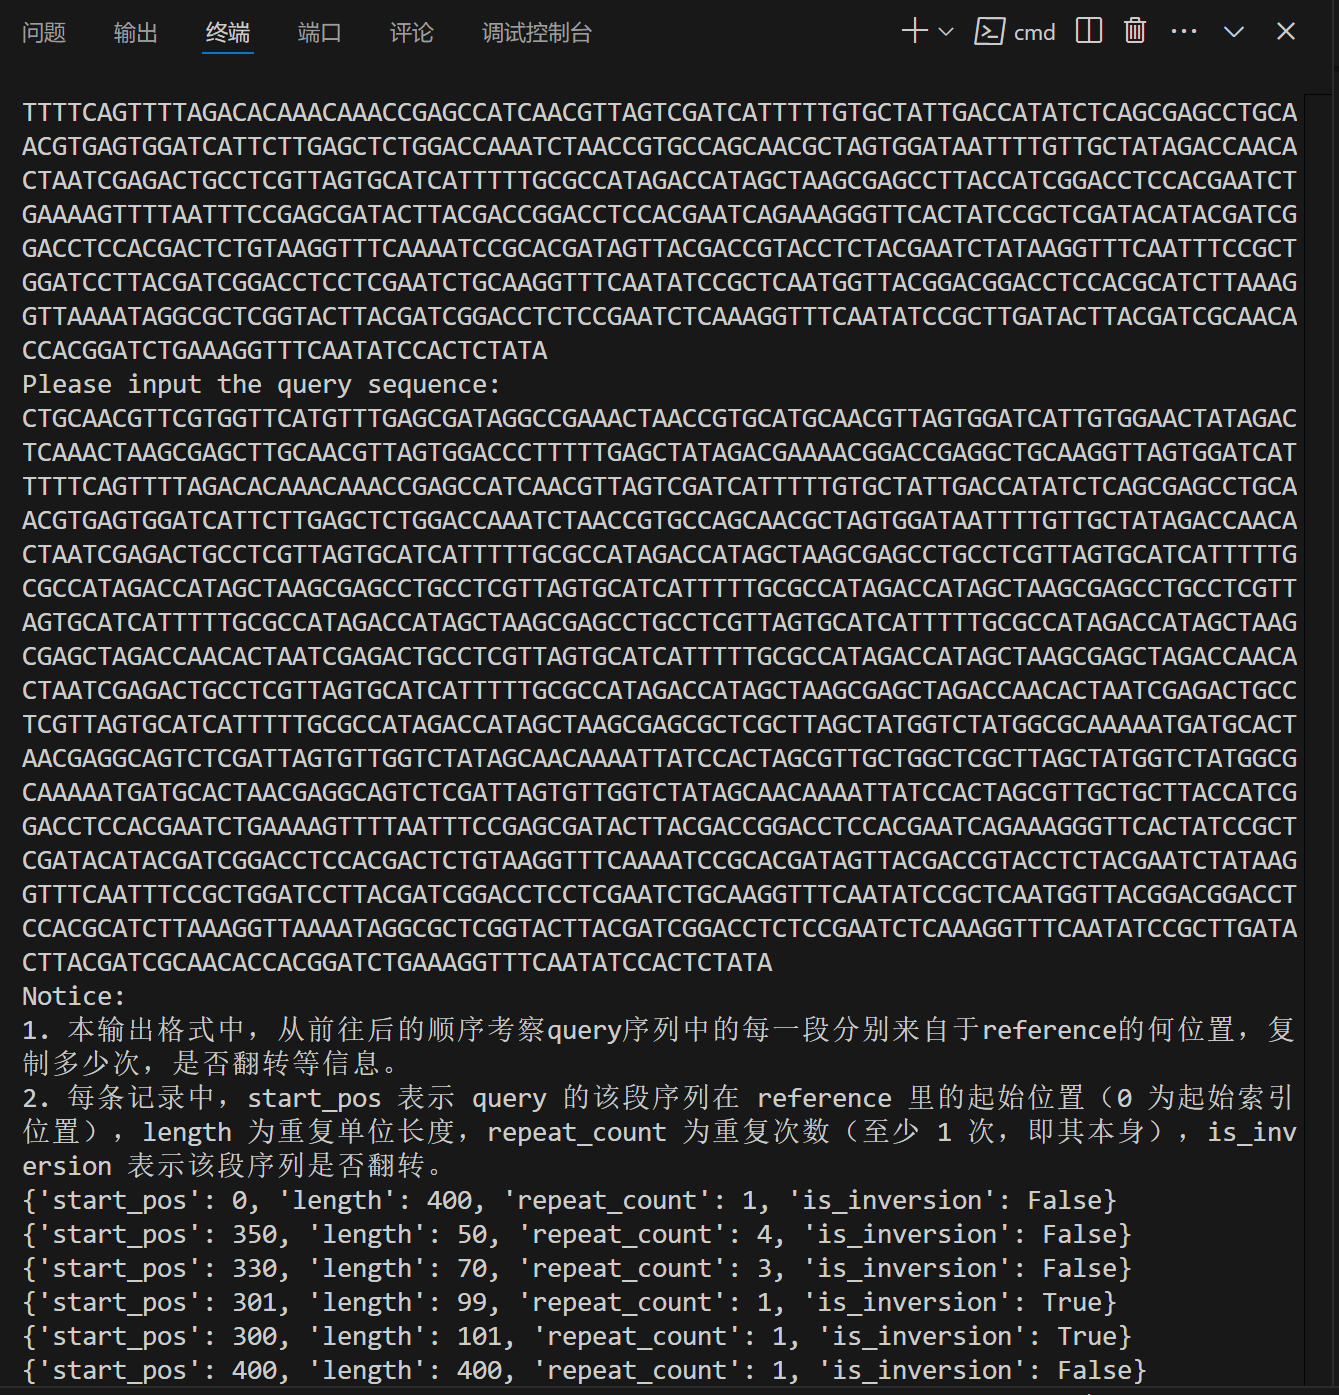 问题 输出 终端 端口 评论 调试控制台 cmd
TTTTCAGTTTTAGACACAAACAAACCGAGCCATCAACGTTAGTCGATCATTTTTGTGCTATTGACCATATCTCAGCGAGCCTGCA
ACGTGAGTGGATCATTCTTGAGCTCTGGACCAAATCTAACCGTGCCAGCAACGCTAGTGGATAATTTTGTTGCTATAGACCAACA
CTAATCGAGACTGCCTCGTTAGTGCATCATTTTTGCGCCATAGACCATAGCTAAGCGAGCCTTACCATCGGACCTCCACGAATCT
GAAAAGTTTTAATTTCCGAGCGATACTTACGACCGGACCTCCACGAATCAGAAAGGGTTCACTATCCGCTCGATACATACGATCG
GACCTCCACGACTCTGTAAGGTTTCAAAATCCGCACGATAGTTACGACCGTACCTCTACGAATCTATAAGGTTTCAATTTCCGCT
GGATCCTTACGATCGGACCTCCTCGAATCTGCAAGGTTTCAATATCCGCTCAATGGTTACGGACGGACCTCCACGCATCTTAAAG
GTTAAAATAGGCGCTCGGTACTTACGATCGGACCTCTCCGAATCTCAAAGGTTTCAATATCCGCTTGATACTTACGATCGCAACA
CCACGGATCTGAAAGGTTTCAATATCCACTCTATA
Please input the query sequence:
CTGCAACGTTCGTGGTTCATGTTTGAGCGATAGGCCGAAACTAACCGTGCATGCAACGTTAGTGGATCATTGTGGAACTATAGAC
TCAAACTAAGCGAGCTTGCAACGTTAGTGGACCCTTTTTGAGCTATAGACGAAAACGGACCGAGGCTGCAAGGTTAGTGGATCAT
TTTTCAGTTTTAGACACAAACAAACCGAGCCATCAACGTTAGTCGATCATTTTTGTGCTATTGACCATATCTCAGCGAGCCTGCA
ACGTGAGTGGATCATTCTTGAGCTCTGGACCAAATCTAACCGTGCCAGCAACGCTAGTGGATAATTTTGTTGCTATAGACCAACA
CTAATCGAGACTGCCTCGTTAGTGCATCATTTTTGCGCCATAGACCATAGCTAAGCGAGCCTGCCTCGTTAGTGCATCATTTTTG
CGCCATAGACCATAGCTAAGCGAGCCTGCCTCGTTAGTGCATCATTTTTGCGCCATAGACCATAGCTAAGCGAGCCTGCCTCGTT
AGTGCATCATTTTTGCGCCATAGACCATAGCTAAGCGAGCCTGCCTCGTTAGTGCATCATTTTTGCGCCATAGACCATAGCTAAG
CGAGCTAGACCAACACTAATCGAGACTGCCTCGTTAGTGCATCATTTTTGCGCCATAGACCATAGCTAAGCGAGCTAGACCAACA
CTAATCGAGACTGCCTCGTTAGTGCATCATTTTTGCGCCATAGACCATAGCTAAGCGAGCTAGACCAACACTAATCGAGACTGCC
TCGTTAGTGCATCATTTTTGCGCCATAGACCATAGCTAAGCGAGCGCTCGCTTAGCTATGGTCTATGGCGCAAAAATGATGCACT
AACGAGGCAGTCTCGATTAGTGTTGGTCTATAGCAACAAAATTATCCACTAGCGTTGCTGGCTCGCTTAGCTATGGTCTATGGCG
CAAAAATGATGCACTAACGAGGCAGTCTCGATTAGTGTTGGTCTATAGCAACAAAATTATCCACTAGCGTTGCTGCTTACCATCG
GACCTCCACGAATCTGAAAAGTTTTAATTTCCGAGCGATACTTACGACCGGACCTCCACGAATCAGAAAGGGTTCACTATCCGCT
CGATACATACGATCGGACCTCCACGACTCTGTAAGGTTTCAAAATCCGCACGATAGTTACGACCGTACCTCTACGAATCTATAAG
GTTTCAATTTCCGCTGGATCCTTACGATCGGACCTCCTCGAATCTGCAAGGTTTCAATATCCGCTCAATGGTTACGGACGGACCT
CCACGCATCTTAAAGGTTAAAATAGGCGCTCGGTACTTACGATCGGACCTCTCCGAATCTCAAAGGTTTCAATATCCGCTTGATA
CTTACGATCGCAACACCACGGATCTGAAAGGTTTCAATATCCACTCTATA
Notice:
1. 本输出格式中，从前往后的顺序考察query序列中的每一段分别来自于reference的何位置，复
制多少次，是否翻转等信息。
2. 每条记录中，start_pos 表示 query 的该段序列在 reference 里的起始位置（0 为起始索引
位置），length 为重复单位长度，repeat_count 为重复次数（至少 1 次，即其本身），is_inv
ersion 表示该段序列是否翻转。
{'start_pos': 0, 'length': 400, 'repeat_count': 1, 'is_inversion': False}
{'start_pos': 350, 'length': 50, 'repeat_count': 4, 'is_inversion': False}
{'start_pos': 330, 'length': 70, 'repeat_count': 3, 'is_inversion': False}
{'start_pos': 301, 'length': 99, 'repeat_count': 1, 'is_inversion': True}
{'start_pos': 300, 'length': 101, 'repeat_count': 1, 'is_inversion': True}
{'start_pos': 400, 'length': 400, 'repeat_count': 1, 'is_inversion': False}